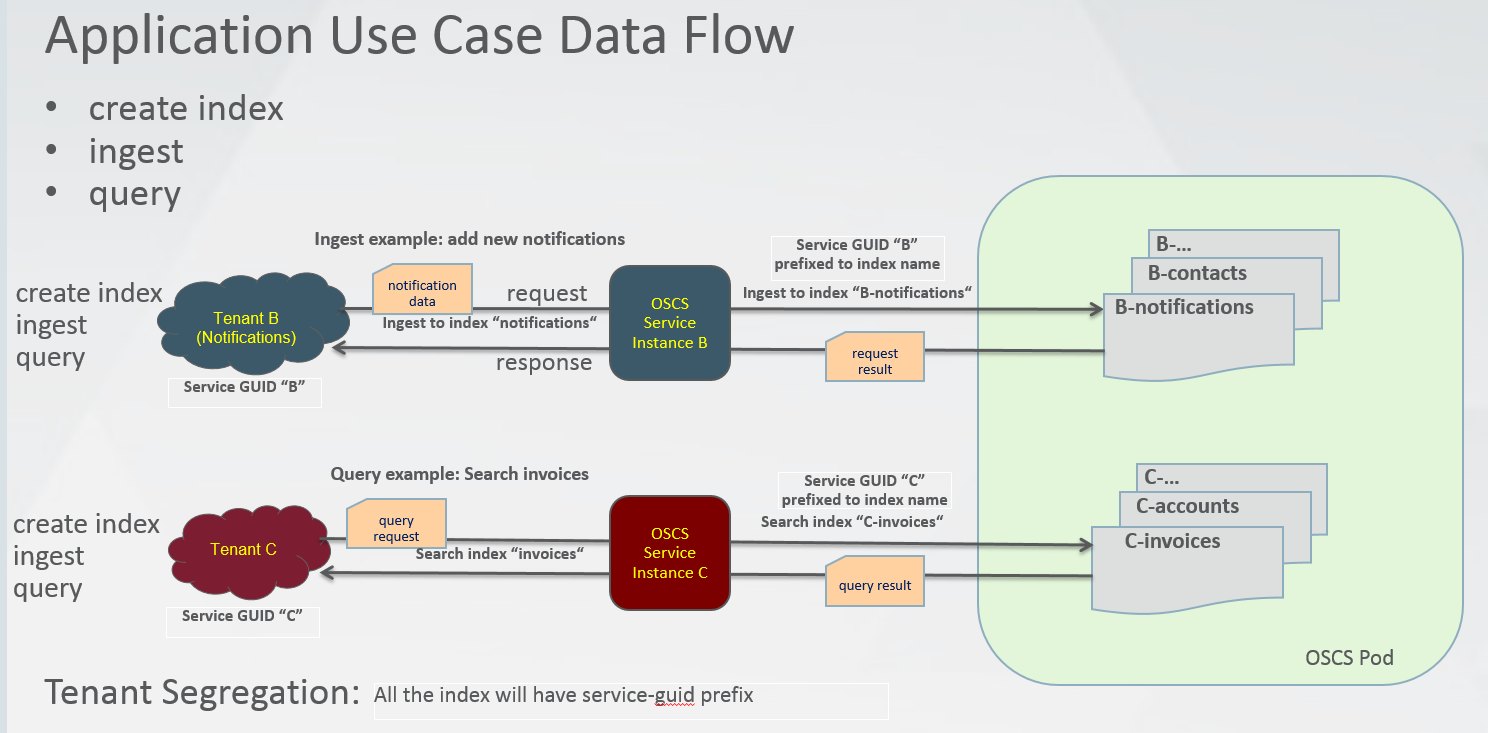 Application Use Case Data Flow
• create index
• ingest
• query
Ingest example: add new notifications
Service GUID “B”
prefixed to index name
create index
ingest
query
Tenant B
(Notifications)
Service GUID “B”
notification
data
request
Ingest to index “notifications“
response
OSCS
Service
Instance B
Ingest to index “B-notifications“
request
result
B-...
B-contacts
B-notifications
Query example: Search invoices
Service GUID “C”
prefixed to index name
create index
ingest
query
Tenant C
Service GUID “C”
query
request
Search index “invoices“
OSCS
Service
Instance C
Search index “C-invoices“
query result
C-...
C-accounts
C-invoices
OSCS Pod
Tenant Segregation: All the index will have service-guid prefix